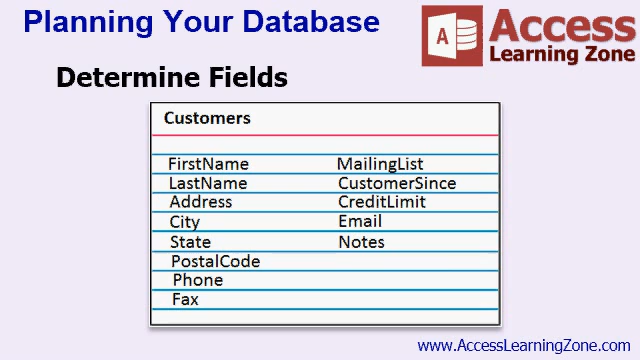 Planning Your Database
A Access
Learning Zone
Determine Fields
Customers
FirstName MailingList
LastName CustomerSince
Address CreditLimit
City Email
State Notes
PostalCode
Phone
Fax
www.AccessLearningZone.com